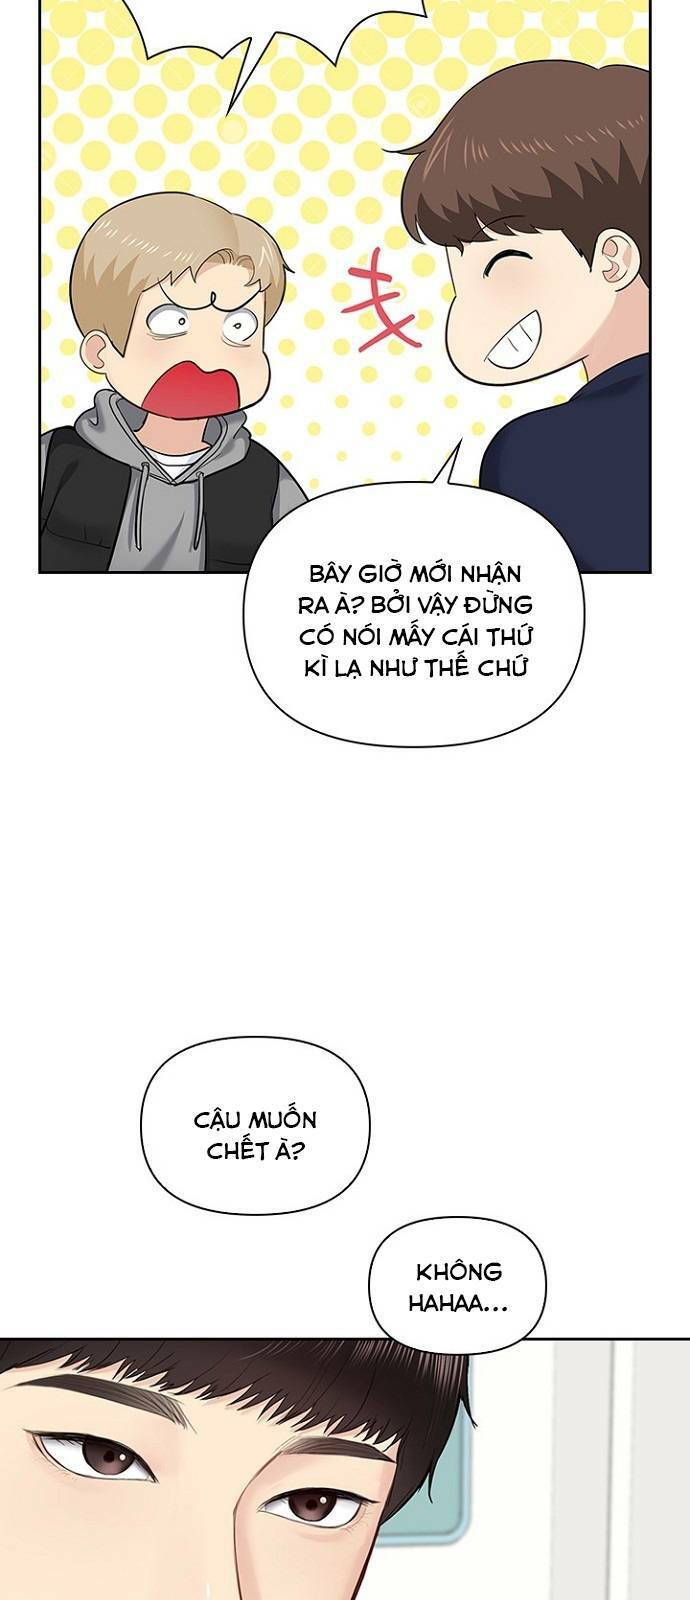 BÂY GIỜ MỚI NHẬN
RA À? BỞI VẬY ĐỪNG
CÓ NÓI MẤY CÁI THỨ
KÌ LẠ NHƯ THẾ CHỨ
CẬU MUỐN
CHẾT À?
KHÔNG
HAHAA...